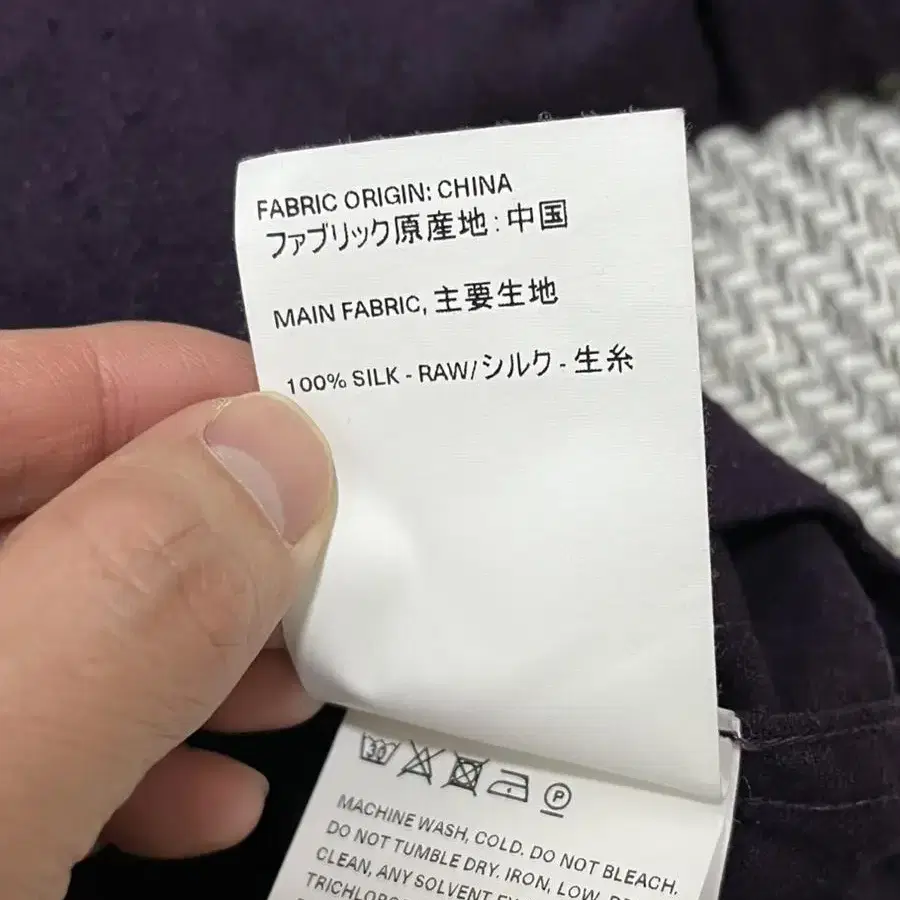 FABRIC ORIGIN: CHINA
ファブリック原産地: 中国
MAIN FABRIC, 主要生地
100% SILK - RAW/シルク - 生糸
30
P
MACHINE WASH, COLD. DO NOT BLEACH.
DO NOT TUMBLE DRY. IRON, LOW.
CLEAN, ANY SOLVENT